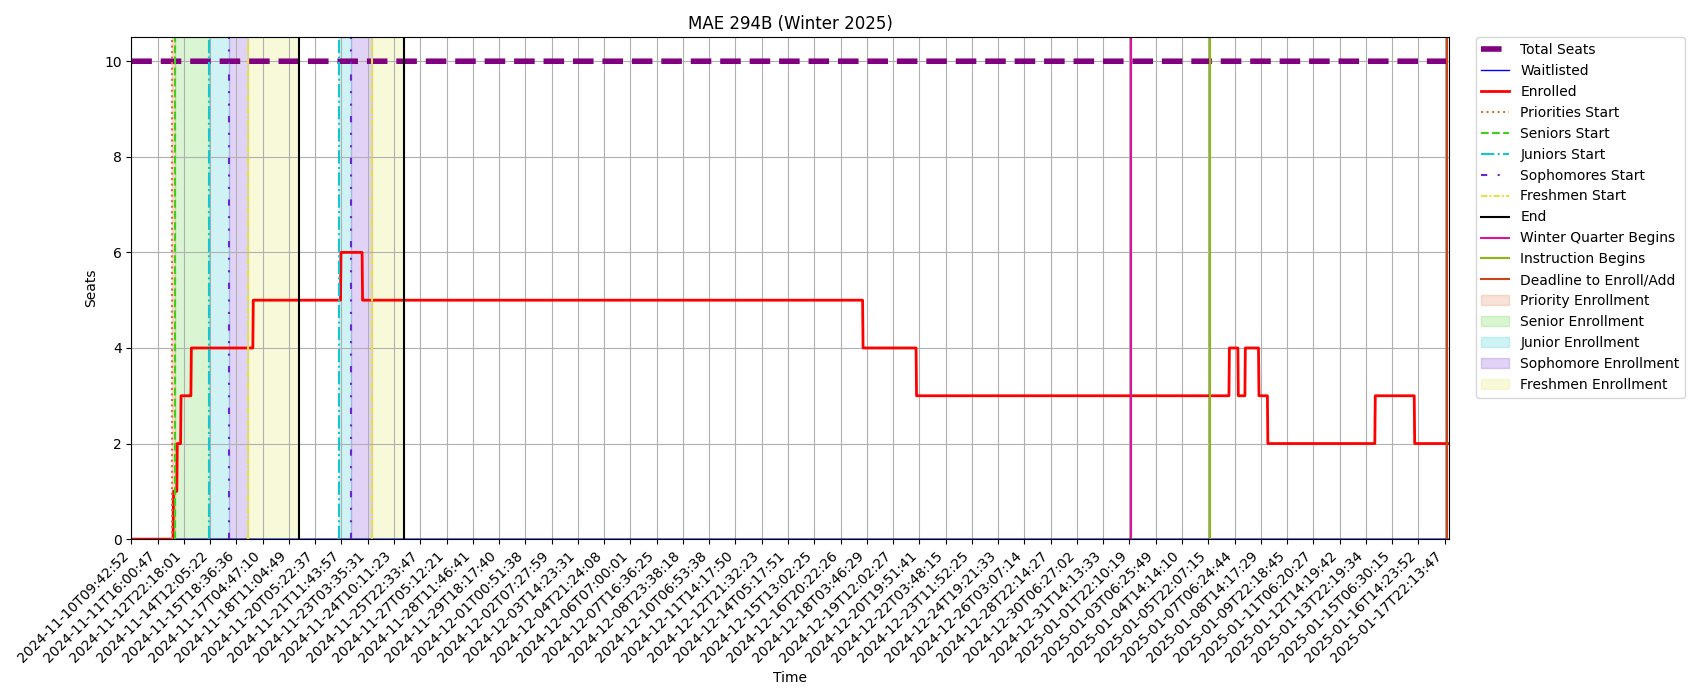 MAE 294B (Winter 2025)
Seats
10
8
6
4
2
0
2024-11-10T09:42:52
2024-11-11T16:00:47
2024-11-12T22:18:01
2024-11-14T12:05:22
2024-11-15T18:36:36
2024-11-17T04:47:10
2024-11-18T11:04:49
2024-11-20T05:22:37
2024-11-21T11:43:57
2024-11-23T03:35:31
2024-11-24T10:11:23
2024-11-25T22:33:47
2024-11-27T05:12:21
2024-11-28T11:46:41
2024-11-29T18:17:40
2024-12-01T00:51:38
2024-12-02T07:27:59
2024-12-03T14:23:31
2024-12-04T21:24:08
2024-12-06T07:00:01
2024-12-07T16:36:25
2024-12-08T23:38:18
2024-12-10T06:53:38
2024-12-11T14:17:50
2024-12-12T21:32:23
2024-12-14T05:17:51
2024-12-15T13:02:25
2024-12-16T20:22:26
2024-12-18T03:46:29
2024-12-19T12:02:27
2024-12-20T19:51:41
2024-12-22T03:48:15
2024-12-23T11:52:25
2024-12-24T19:21:33
2024-12-26T03:07:14
2024-12-28T22:14:27
2024-12-30T06:27:02
2024-12-31T14:13:33
2025-01-01T22:10:19
2025-01-03T06:25:49
2025-01-04T14:14:10
2025-01-05T22:07:15
2025-01-07T06:24:44
2025-01-08T14:17:29
2025-01-09T22:18:45
2025-01-11T06:20:27
2025-01-12T14:19:42
2025-01-13T22:19:34
2025-01-15T06:30:15
2025-01-16T14:23:52
2025-01-17T22:13:47
Time
Total Seats
Waitlisted
Enrolled
Priorities Start
Seniors Start
Juniors Start
Sophomores Start
Freshmen Start
End
Winter Quarter Begins
Instruction Begins
Deadline to Enroll/Add
Priority Enrollment
Senior Enrollment
Junior Enrollment
Sophomore Enrollment
Freshmen Enrollment